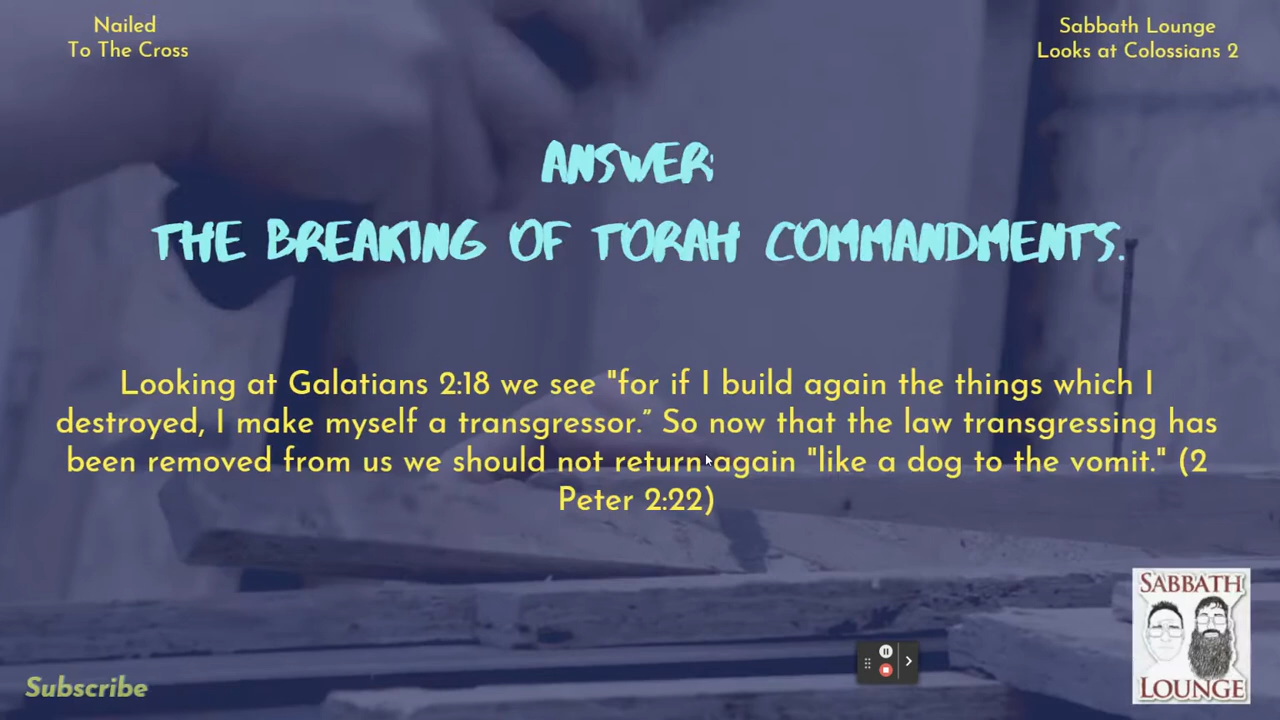 Nailed
To The Cross
Sabbath Lounge
Looks at Colossians 2
ANSWER:
THE BREAKING OF TORAH COMMANDMENTS.
Looking at Galatians 2:18 we see "for if I build again the things which I
destroyed, I make myself a transgressor.” So now that the law transgressing has
been removed from us we should not return again "like a dog to the vomit." (2
Peter 2:22)
SABBATH
LOUNGE
Subscribe